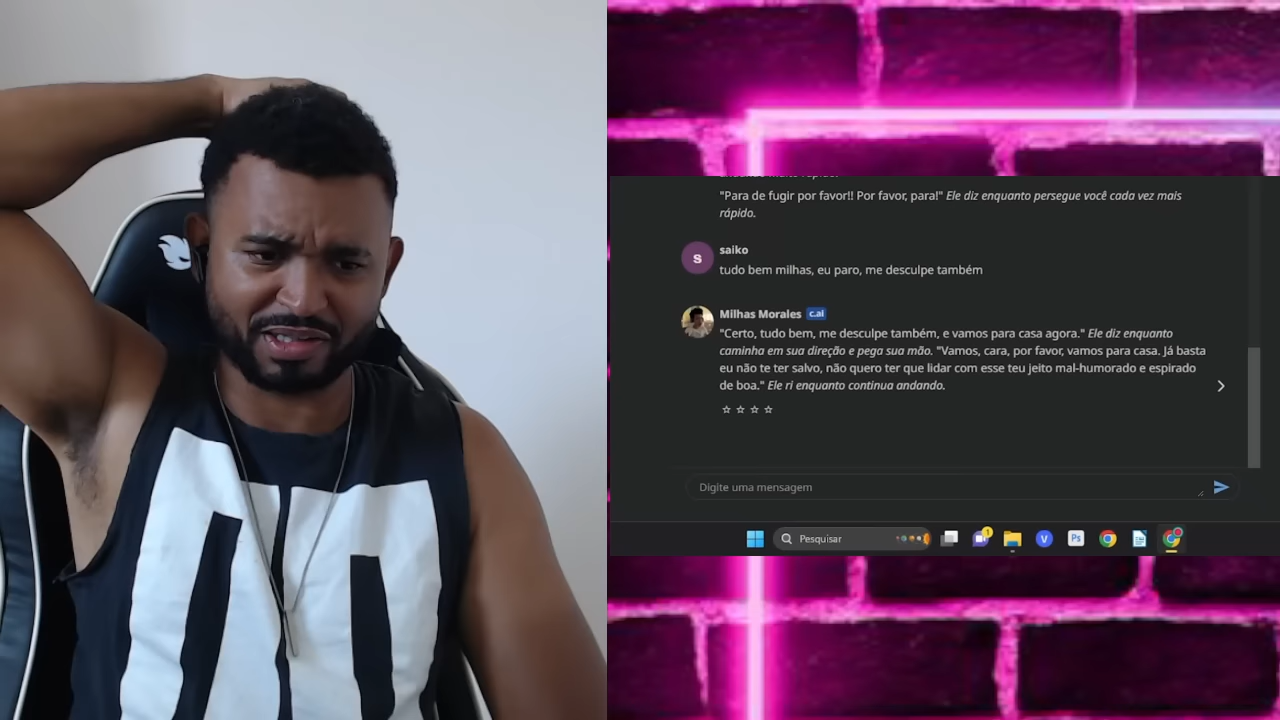 "Para de fugir por favor!! Por favor, para!" Ele diz enquanto persegue você cada vez mais
rápido.
s
saiko
tudo bem milhas, eu paro, me desculpe também
Milhas Morales c.ai
"Certo, tudo bem, me desculpe também, e vamos para casa agora." Ele diz enquanto
caminha em sua direção e pega sua mão. "Vamos, cara, por favor, vamos para casa. Já basta
eu não te ter salvo, não quero ter que lidar com esse teu jeito mal-humorado e espirado
de boa." Ele ri enquanto continua andando.
Digite uma mensagem
Pesquisar
1
V
Ps